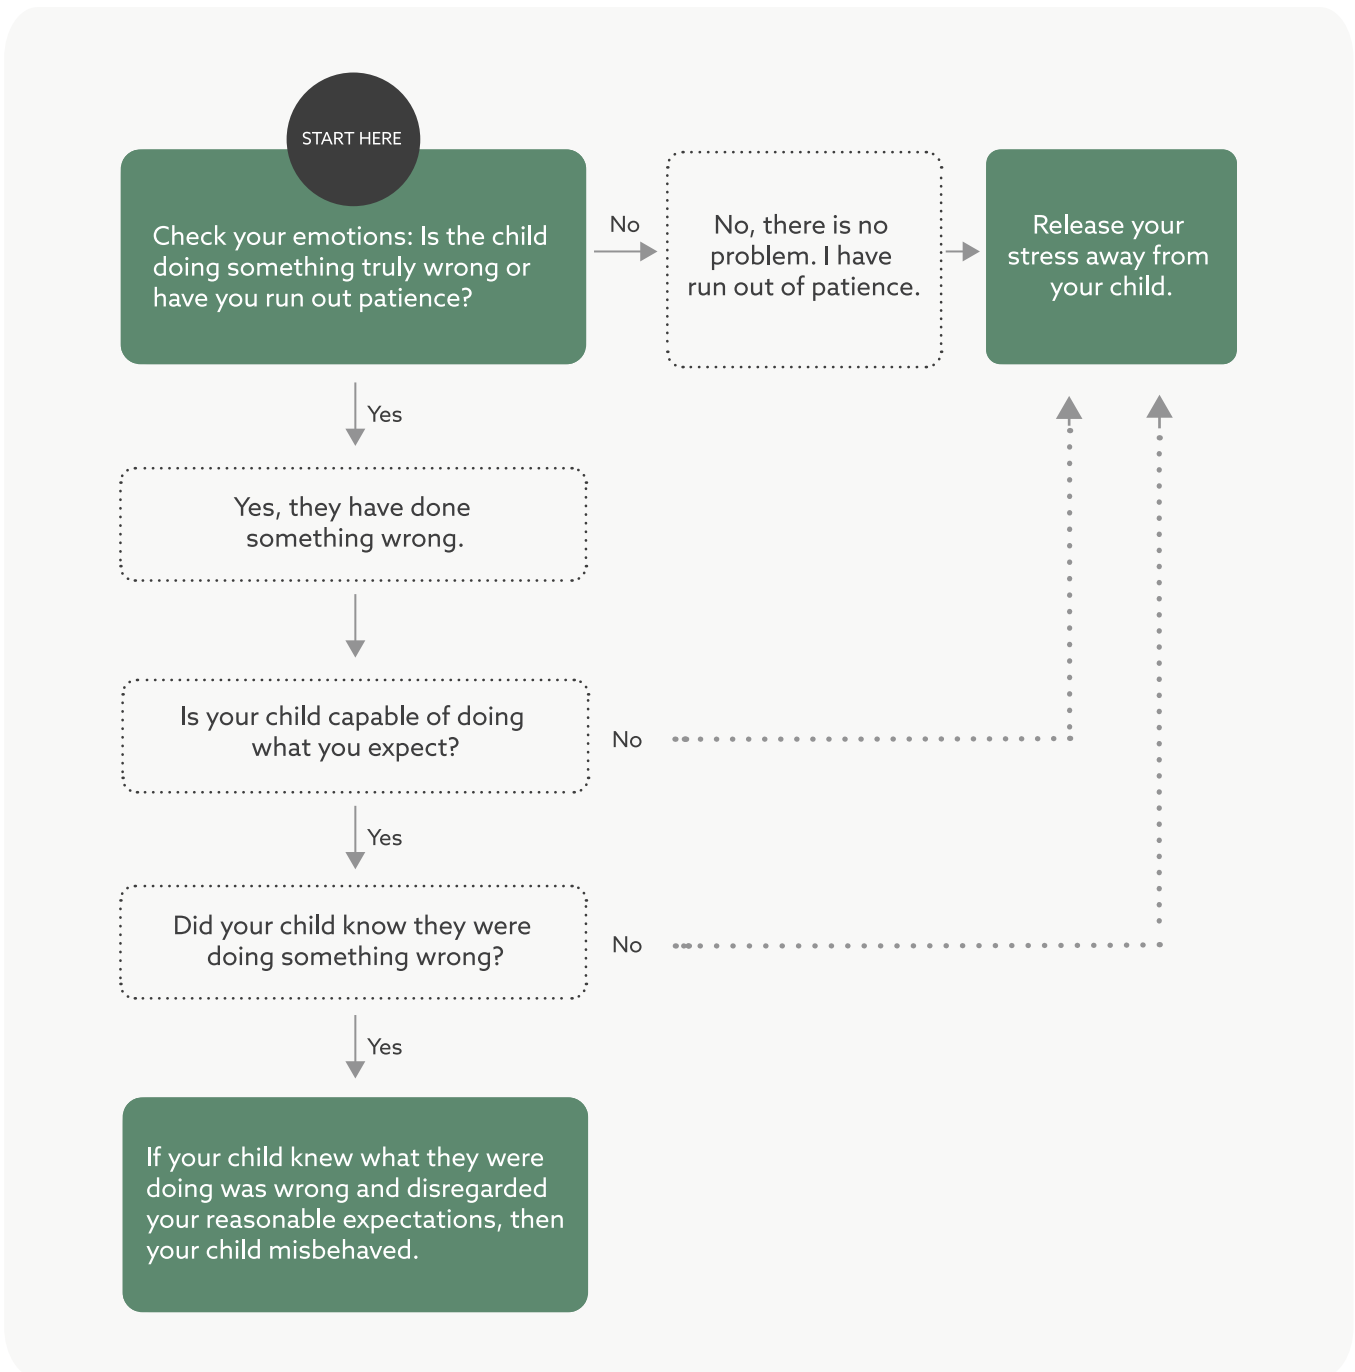 START HERE
Check your emotions: Is the child
doing something truly wrong or
have you run out patience?
No
No, there is no
problem. I have
run out of patience.
Release your
stress away from
your child.
Yes
Yes, they have done
something wrong.
Is your child capable of doing
what you expect?
No
Yes
Did your child know they were
doing something wrong?
No
Yes
If your child knew what they were
doing was wrong and disregarded
your reasonable expectations, then
your child misbehaved.